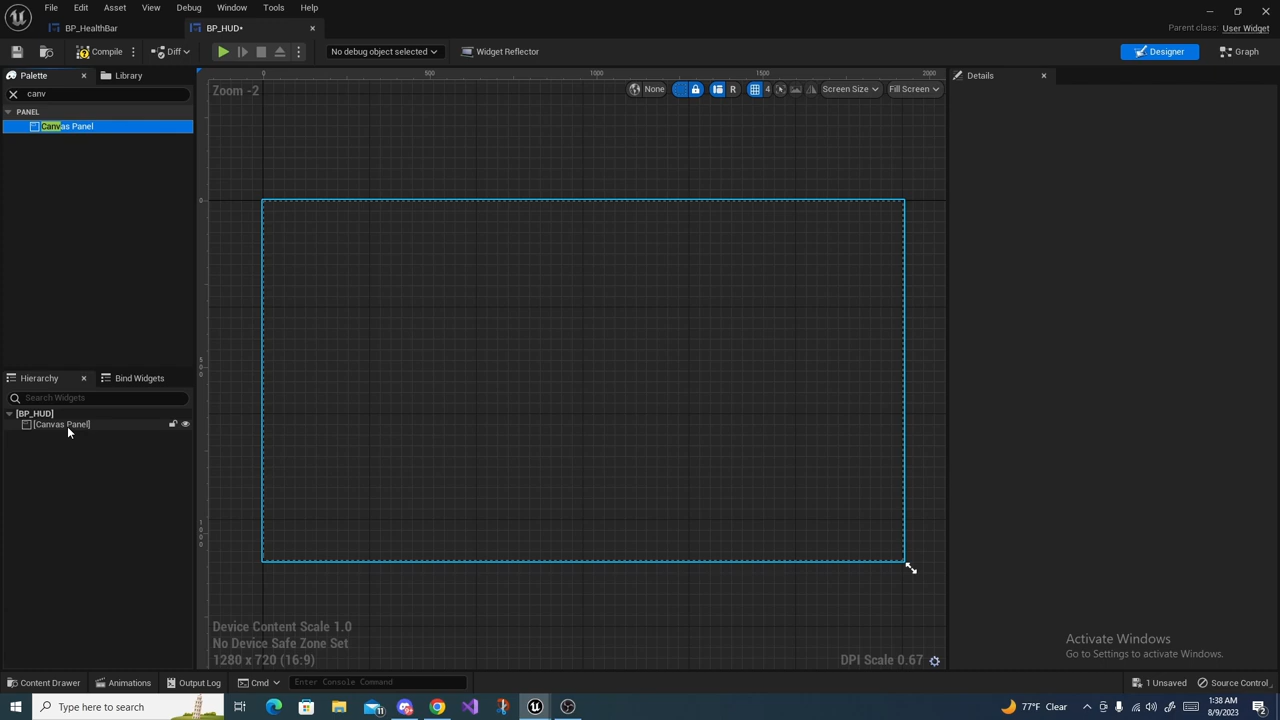 File Edit Asset View Debug Window Tools Help
BP_HealthBar
BP_HUD•
Parent class: User Widget
Compile
Diff
No debug object selected
Widget Reflector
Designer
Graph
Palette
Library
canv
PANEL
Canvas Panel
Hierarchy
Bind Widgets
Search Widgets
[BP_HUD]
[Canvas Panel]
0 500 1000 1500 2000
Zoom -2
None
R
4
Screen Size
Fill Screen
0
500
1000
Device Content Scale 1.0
No Device Safe Zone Set
1280 x 720 (16:9)
DPI Scale 0.67
Details
Activate Windows
Go to Settings to activate Windows.
Content Drawer
Animations
Output Log
Cmd
Enter Console Command
1 Unsaved
Source Control
Type here to search
77°F Clear
1:38 AM
8/9/2023